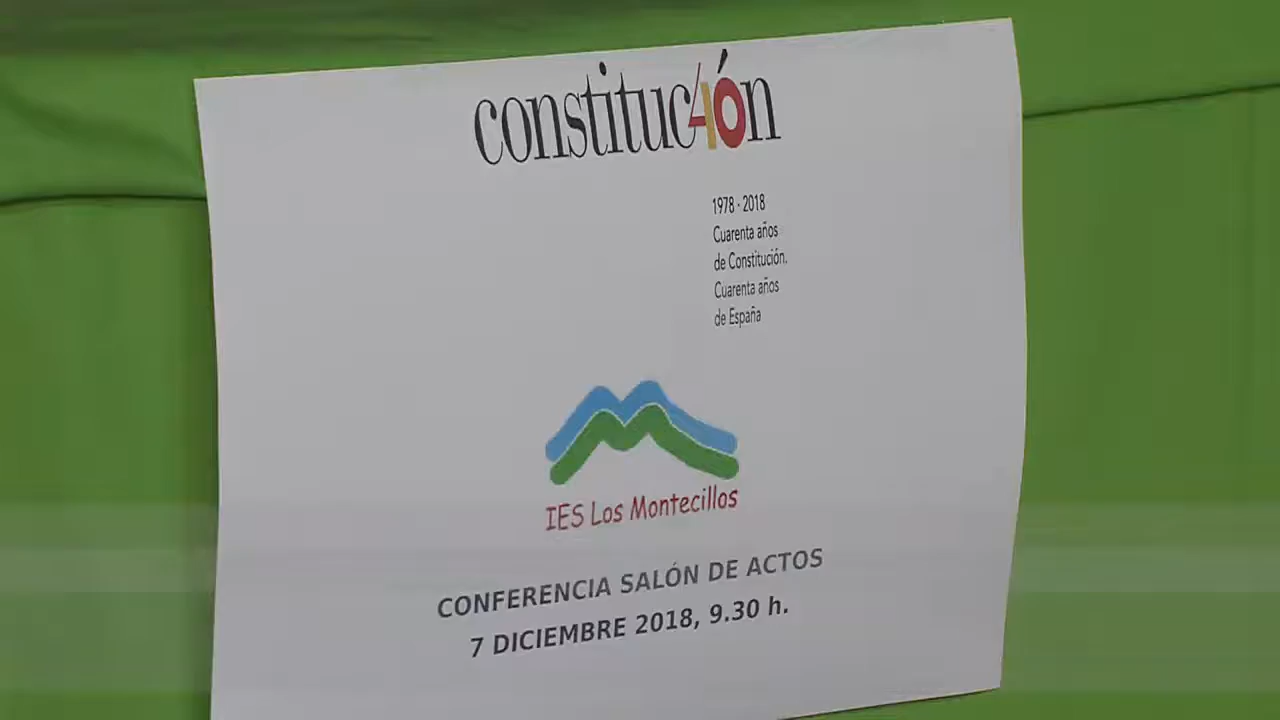 constituc40n
1978 · 2018
Cuarenta años
de Constitución.
Cuarenta años
de España
IES Los Montecillos
CONFERENCIA SALÓN DE ACTOS
7 DICIEMBRE 2018, 9.30 h.